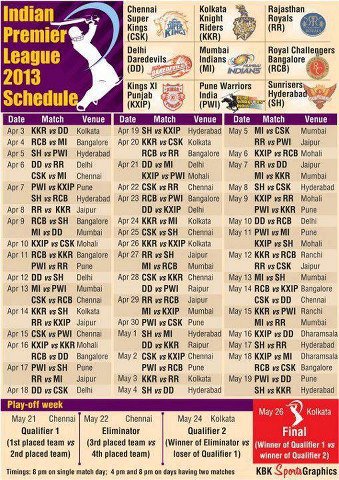 Indian
Premier
League
2013
Schedule
Chennai
Super
Kings
(CSK)
Kolkata
Knight
Riders
(KKR)
Rajasthan
Royals
(RR)
Delhi
Daredevils
(DD)
Mumbai
Indians
(MI)
Royal Challengers
Bangalore
(RCB)
Kings XI
Punjab
(KXIP)
Pune Warriors
India
(PWI)
Sunrisers
Hyderabad
(SH)
Date Match Venue
Apr 3 KKR vs DD Kolkata
Apr 4 RCB vs MI Bangalore
Apr 5 SH vs PWI Hyderabad
Apr 6 DD vs RR Delhi
CSK vs MI Chennai
Apr 7 PWI vs KXIP Pune
SH vs RCB Hyderabad
Apr 8 RR vs KKR Jaipur
Apr 9 RCB vs SH Bangalore
MI vs DD Mumbai
Apr 10 KXIP vs CSK Mohali
Apr 11 RCB vs KKR Bangalore
PWI vs RR Pune
Apr 12 DD vs SH Delhi
Apr 13 MI vs PWI Mumbai
CSK vs RCB Chennai
Apr 14 KKR vs SH Kolkata
RR vs KXIP Jaipur
Apr 15 CSK vs PWI Chennai
Apr 16 KXIP vs KKR Mohali
RCB vs DD Bangalore
Apr 17 PWI vs SH Pune
RR vs MI Jaipur
Apr 18 DD vs CSK Delhi
Date Match Venue
Apr 19 SH vs KXIP Hyderabad
Apr 20 KKR vs CSK Kolkata
RCB vs RR Bangalore
Apr 21 DD vs MI Delhi
KXIP vs PWI Mohali
Apr 22 CSK vs RR Chennai
Apr 23 RCB vs PWI Bangalore
DD vs KXIP Delhi
Apr 24 KKR vs MI Kolkata
Apr 25 CSK vs SH Chennai
Apr 26 KKR vs KXIP Kolkata
Apr 27 RR vs SH Jaipur
MI vs RCB Mumbai
Apr 28 CSK vs KKR Chennai
DD vs PWI Raipur
Apr 29 RR vs RCB Jaipur
MI vs KXIP Mumbai
Apr 30 PWI vs CSK Pune
May 1 SH vs MI Hyderabad
DD vs KKR Raipur
May 2 CSK vs KXIP Chennai
PWI vs RCB Pune
May 3 KKR vs RR Kolkata
May 4 SH vs DD Hyderabad
Date Match Venue
May 5 MI vs CSK Mumbai
RR vs PWI Jaipur
May 6 KXIP vs RCB Mohali
May 7 RR vs DD Jaipur
MI vs KKR Mumbai
May 8 SH vs CSK Hyderabad
May 9 KXIP vs RR Mohali
PWI vs KKR Pune
May 10 DD vs RCB Delhi
May 11 PWI vs MI Pune
KXIP vs SH Mohali
May 12 KKR vs RCB Ranchi
RR vs CSK Jaipur
May 13 MI vs SH Mumbai
May 14 RCB vs KXIP Bangalore
CSK vs DD Chennai
May 15 KKR vs PWI Ranchi
MI vs RR Mumbai
May 16 KXIP vs DD Dharamsala
May 17 SH vs RR Hyderabad
May 18 KXIP vs MI Dharamsala
RCB vs CSK Bangalore
May 19 PWI vs DD Pune
SH vs KKR Hyderabad
Play-off week
May 21 Chennai
Qualifier 1
(1st placed team vs
2nd placed team)
May 22 Chennai
Eliminator
(3rd placed team vs
4th placed team)
May 24 Kolkata
Qualifier 2
(Winner of Eliminator vs
loser of Qualifier 1)
May 26 Kolkata
Final
(Winner of Qualifier 1 vs
winner of Qualifier 2)
Timings: 8 pm on single match day; 4 pm and 8 pm on days having two matches
KBK SportsGraphics